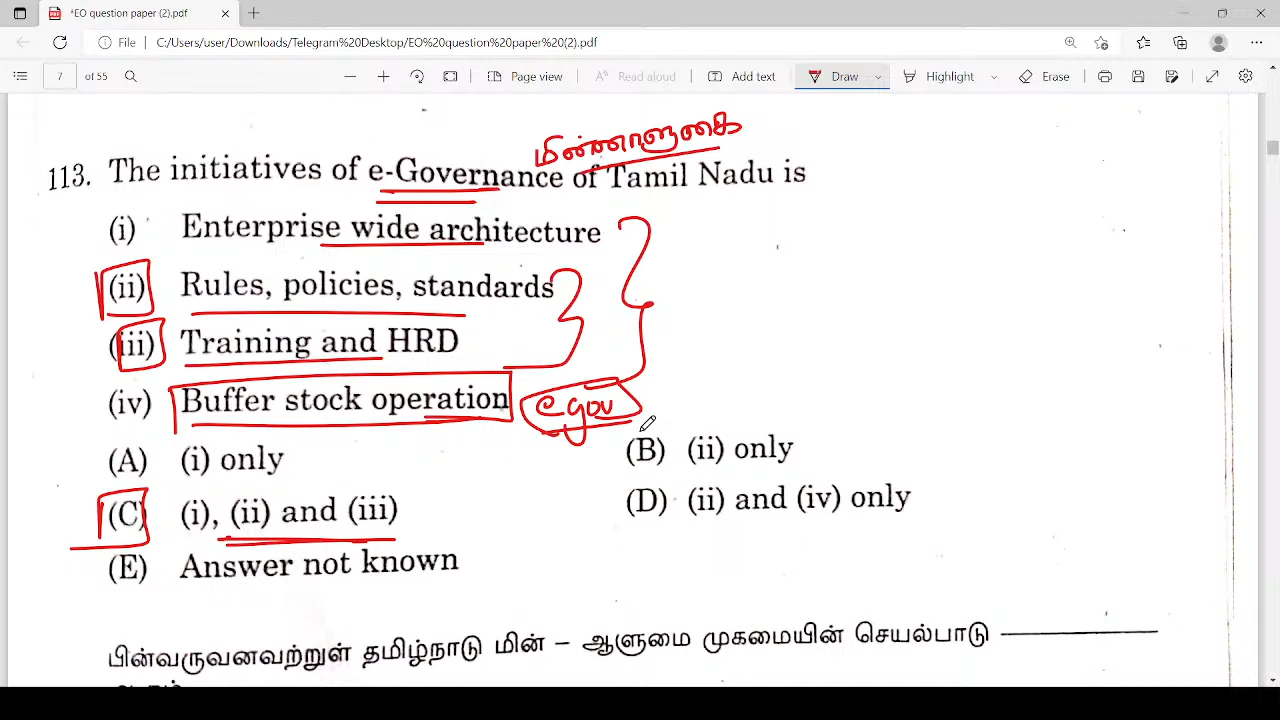 *EO question paper (2).pdf
File C:/Users/user/Downloads/Telegram%20Desktop/EO%20question%20paper%20(2).pdf
7 of 55 Page view Read aloud Add text Draw Highlight Erase
மின்னாளுகை
113. The initiatives of e-Governance of Tamil Nadu is
(i) Enterprise wide architecture
(ii) Rules, policies, standards
(iii) Training and HRD
(iv) Buffer stock operation e gov
(A) (i) only (B) (ii) only
(C) (i), (ii) and (iii) (D) (ii) and (iv) only
(E) Answer not known
பின்வருவனவற்றுள் தமிழ்நாடு மின் – ஆளுமை முகமையின் செயல்பாடு